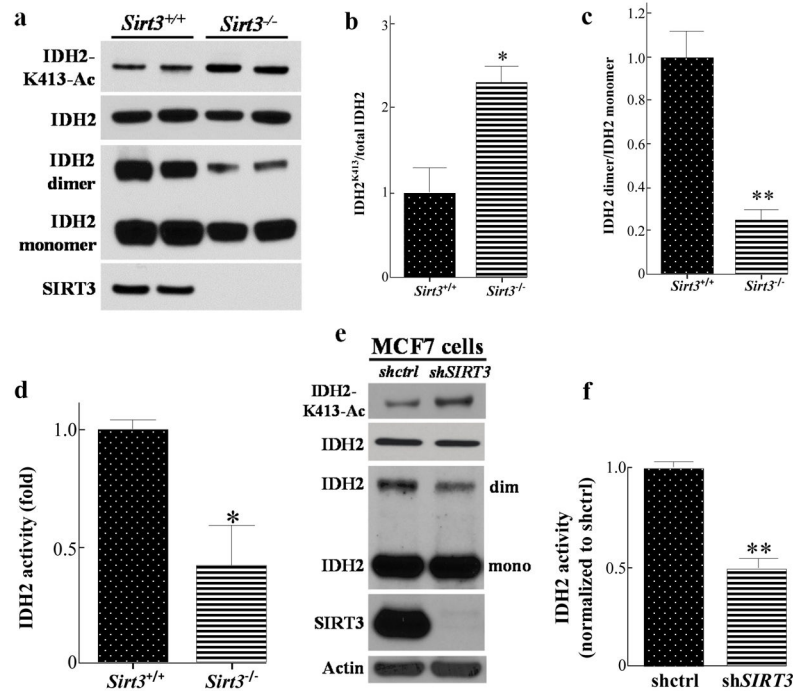 a
Sirt3+/+ Sirt3-/-
IDH2-
K413-Ac
IDH2
IDH2
dimer
IDH2
monomer
SIRT3
b
IDH2K413/total IDH2
3
2
1
0
*
Sirt3+/+ Sirt3-/-
c
IDH2 dimer/IDH2 monomer
1.2
1.0
0.8
0.6
0.4
0.2
0
**
Sirt3+/+ Sirt3-/-
d
IDH2 activity (fold)
1.0
0.5
0
*
Sirt3+/+ Sirt3-/-
e
MCF7 cells
shctrl shSIRT3
IDH2-
K413-Ac
IDH2
IDH2 dim
IDH2 mono
SIRT3
Actin
f
IDH2 activity
(normalized to shctrl)
1.0
0.5
0
**
shctrl shSIRT3